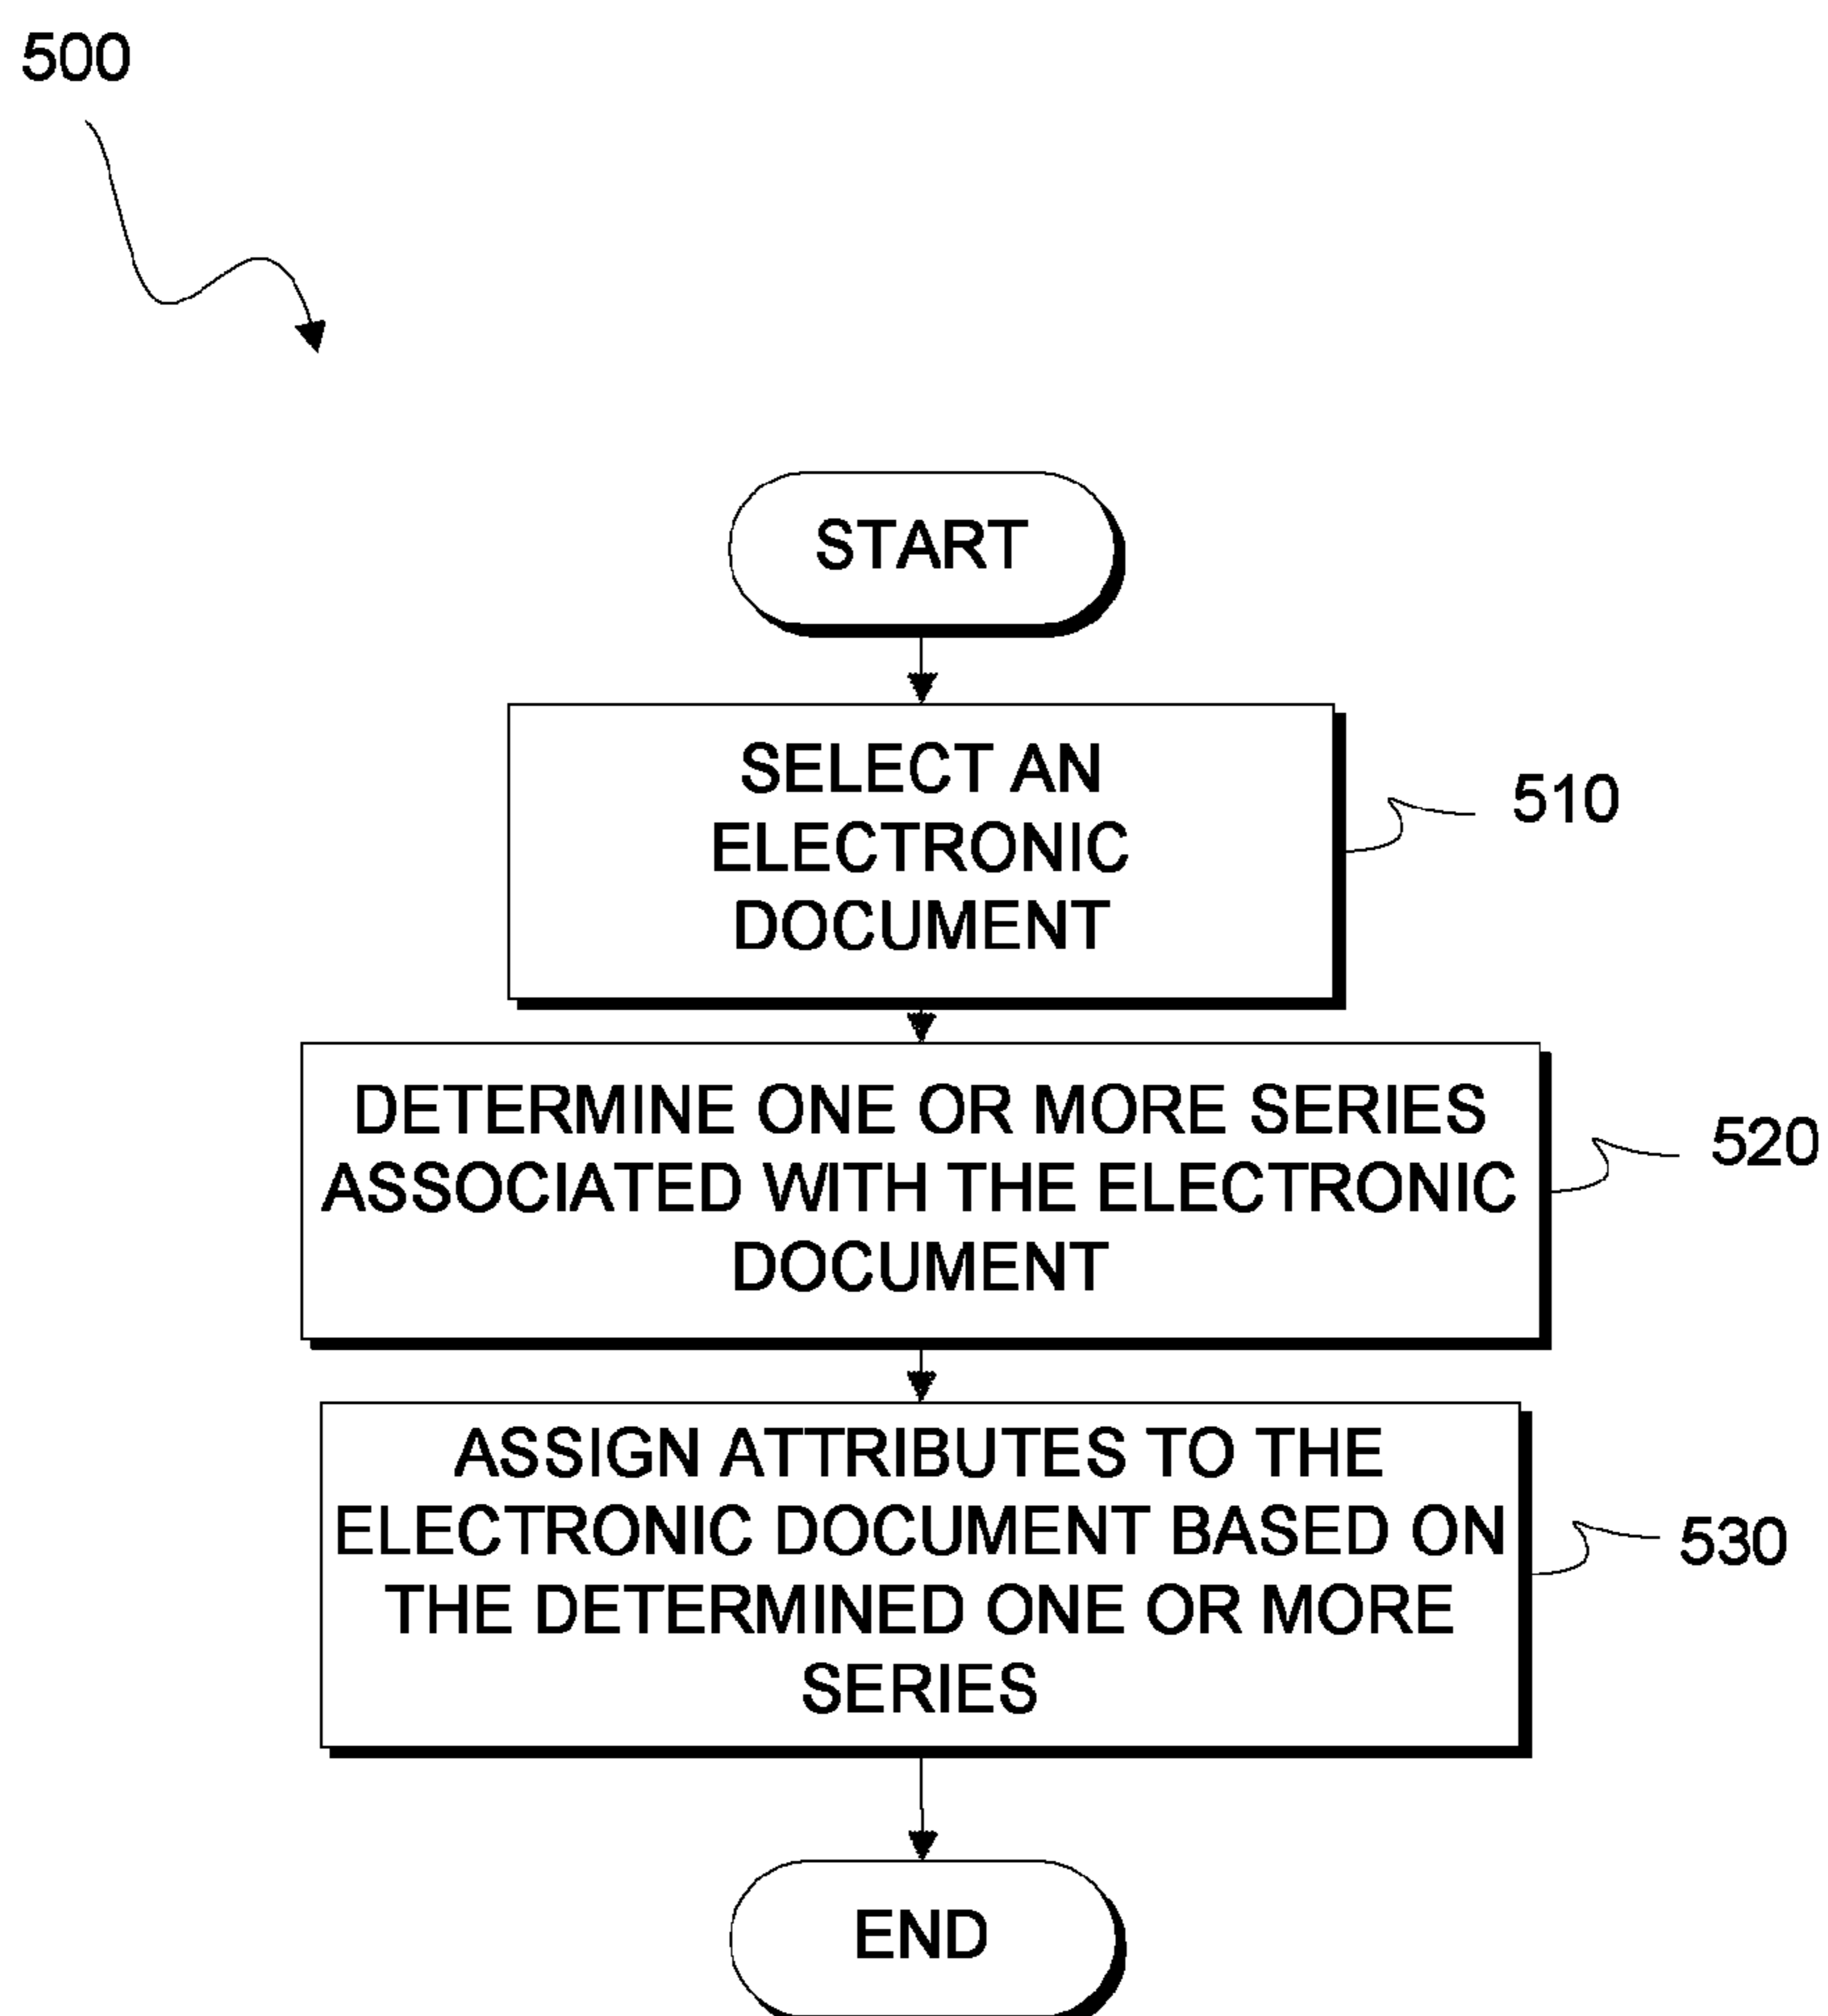 500
START
SELECT AN
ELECTRONIC
DOCUMENT
510
DETERMINE ONE OR MORE SERIES
ASSOCIATED WITH THE ELECTRONIC
DOCUMENT
520
ASSIGN ATTRIBUTES TO THE
ELECTRONIC DOCUMENT BASED ON
THE DETERMINED ONE OR MORE
SERIES
530
END